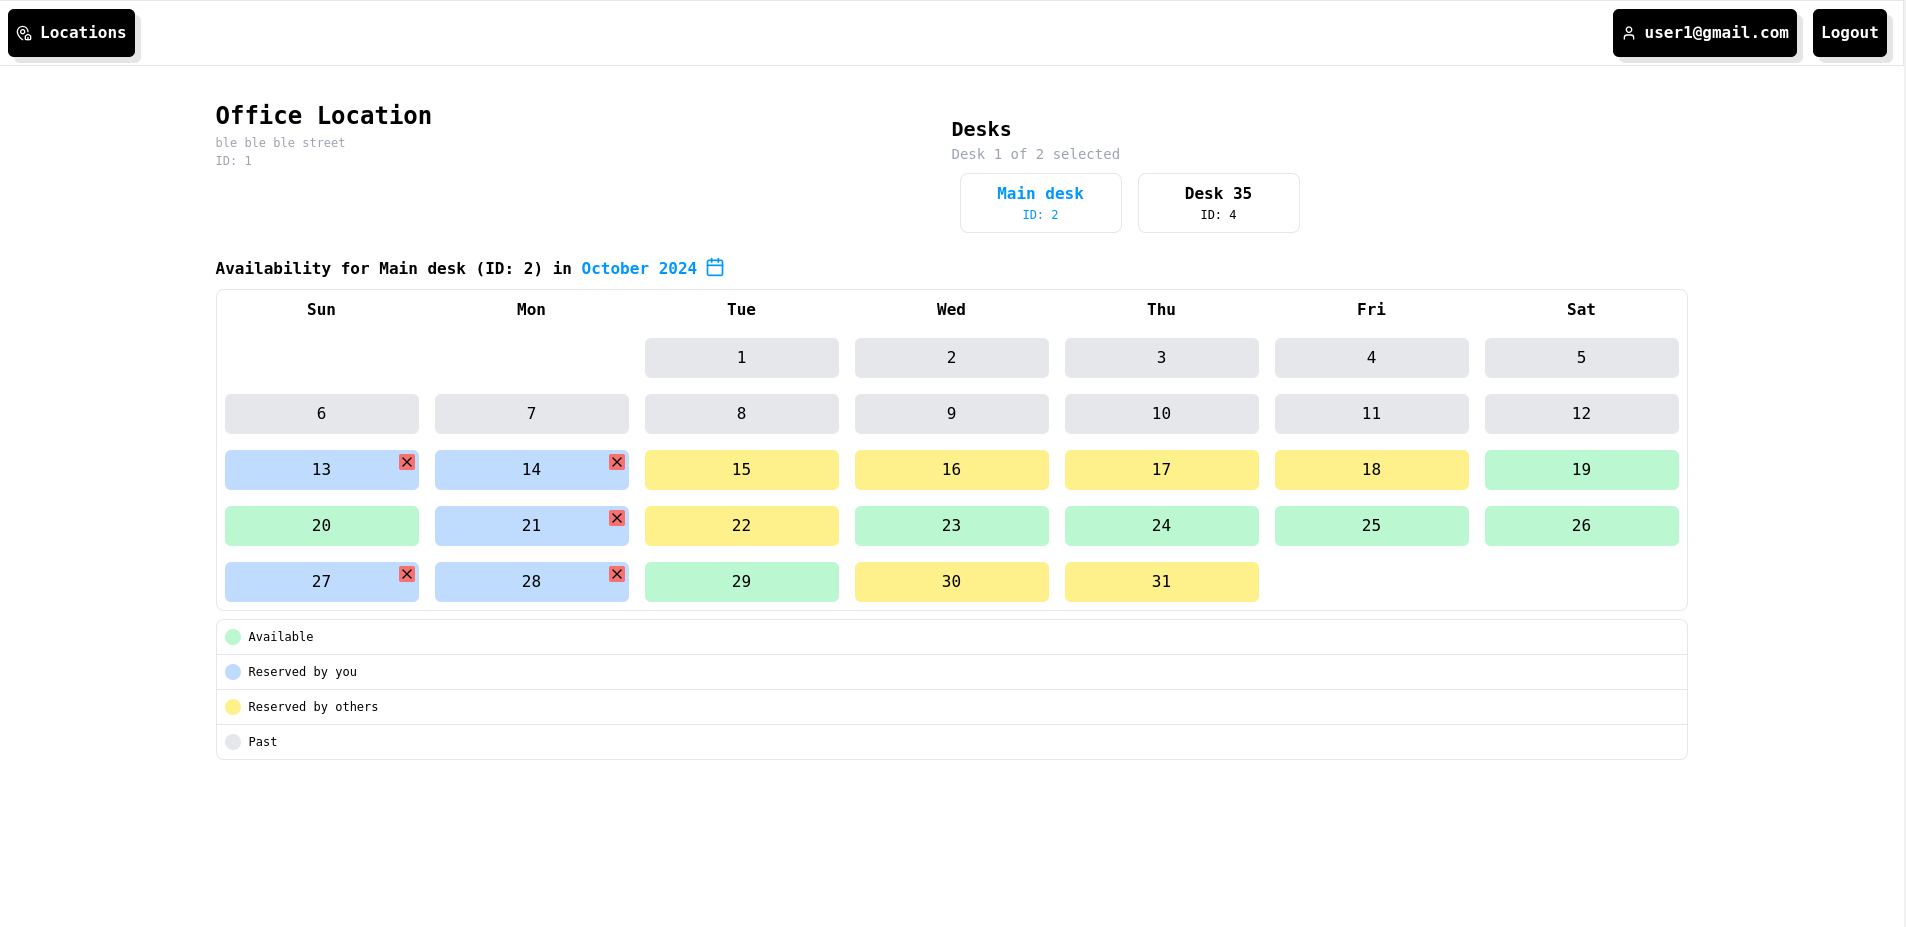 Locations
user1@gmail.com
Logout
Office Location
ble ble ble street
ID: 1
Desks
Desk 1 of 2 selected
Main desk
ID: 2
Desk 35
ID: 4
Availability for Main desk (ID: 2) in October 2024
Sun Mon Tue Wed Thu Fri Sat
1 2 3 4 5
6 7 8 9 10 11 12
13 14 15 16 17 18 19
20 21 22 23 24 25 26
27 28 29 30 31
Available
Reserved by you
Reserved by others
Past